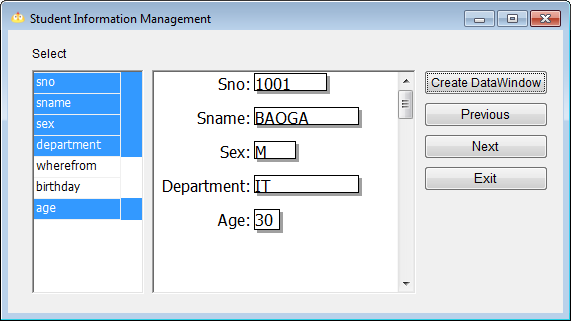 Student Information Management
Select
sno
sname
sex
department
wherefrom
birthday
age
Sno: 1001
Sname: BAOGA
Sex: M
Department: IT
Age: 30
Create DataWindow
Previous
Next
Exit